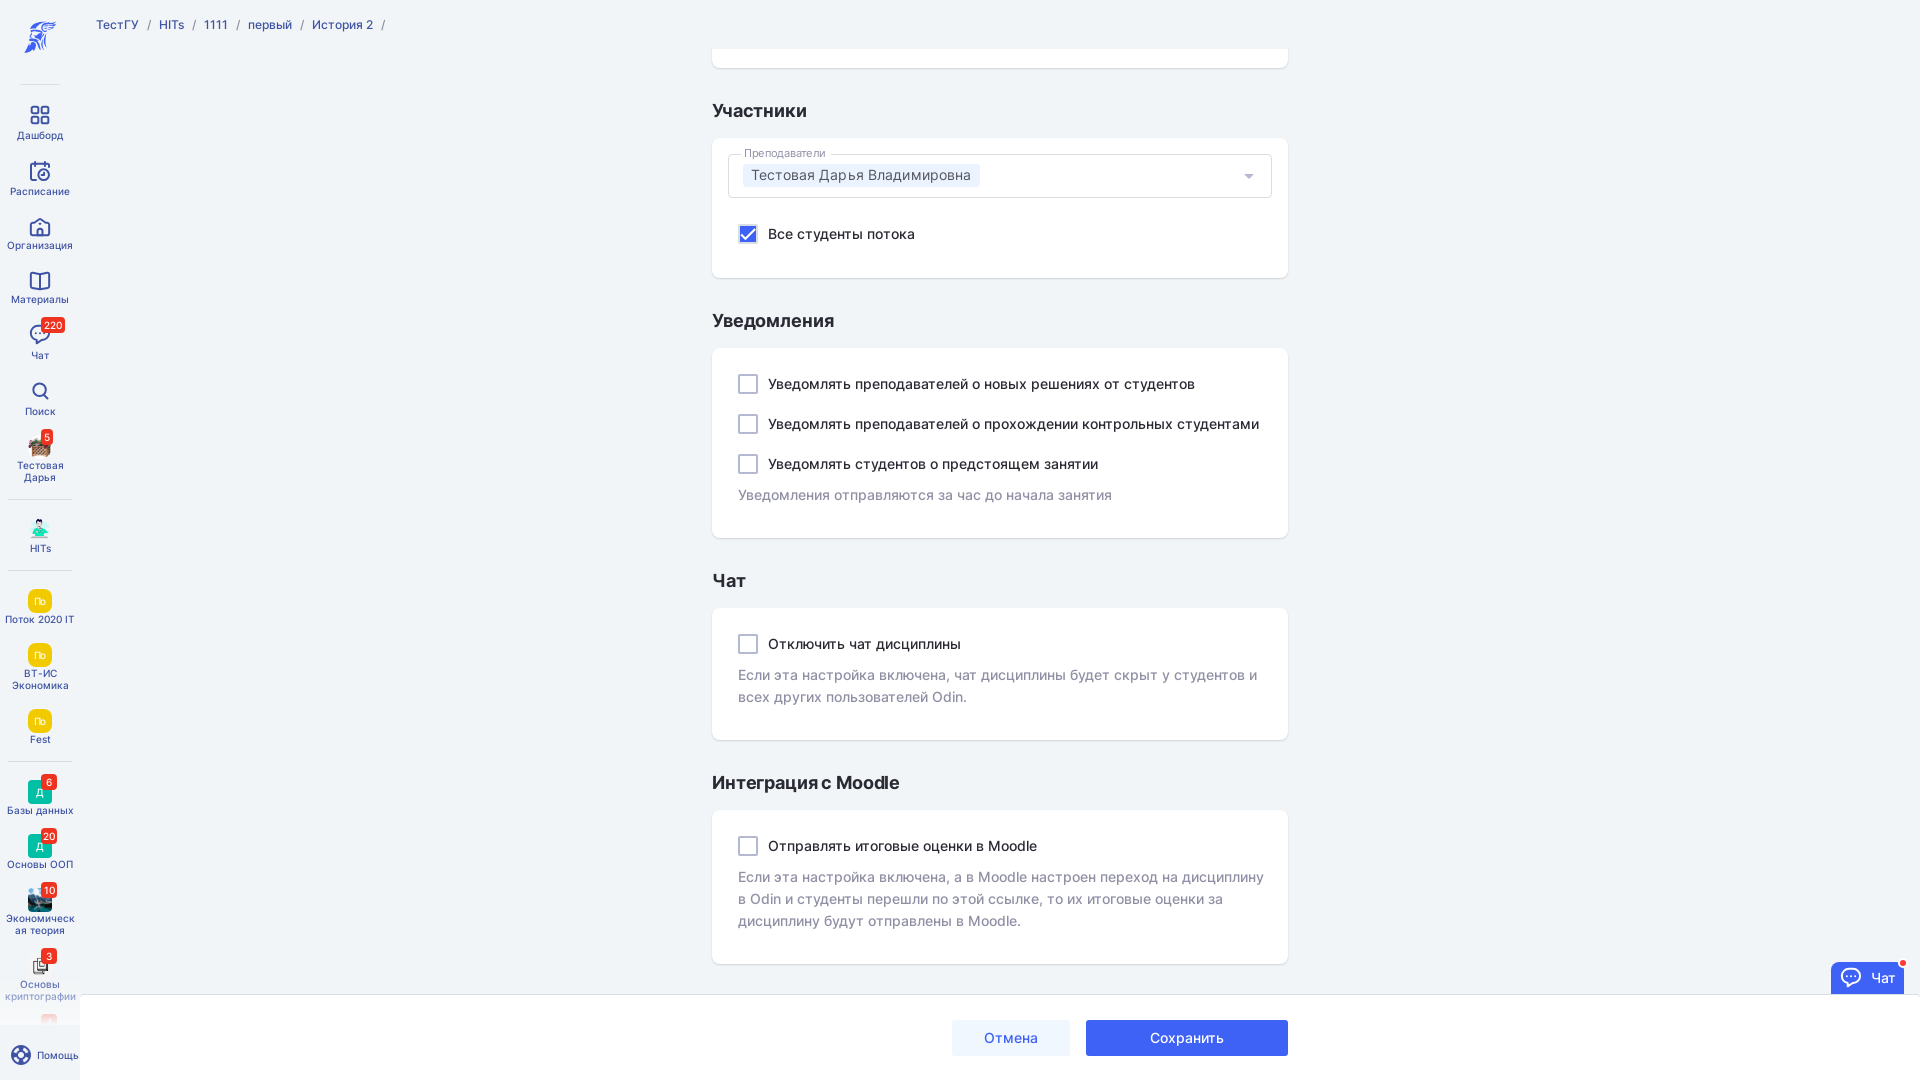 ТестГУ / HITs / 1111 / первый / История 2 /
Дашборд
Расписание
Организация
Материалы
220
Чат
Поиск
5
Тестовая
Дарья
HITs
По
Поток 2020 IT
По
ВТ-ИС
Экономика
По
Fest
6
Д
Базы данных
20
Д
Основы ООП
10
Экономическ
ая теория
3
Основы
криптографии
Помощь
Участники
Преподаватели
Тестовая Дарья Владимировна
Все студенты потока
Уведомления
Уведомлять преподавателей о новых решениях от студентов
Уведомлять преподавателей о прохождении контрольных студентами
Уведомлять студентов о предстоящем занятии
Уведомления отправляются за час до начала занятия
Чат
Отключить чат дисциплины
Если эта настройка включена, чат дисциплины будет скрыт у студентов и
всех других пользователей Odin.
Интеграция с Moodle
Отправлять итоговые оценки в Moodle
Если эта настройка включена, а в Moodle настроен переход на дисциплину
в Odin и студенты перешли по этой ссылке, то их итоговые оценки за
дисциплину будут отправлены в Moodle.
Чат
Отмена
Сохранить